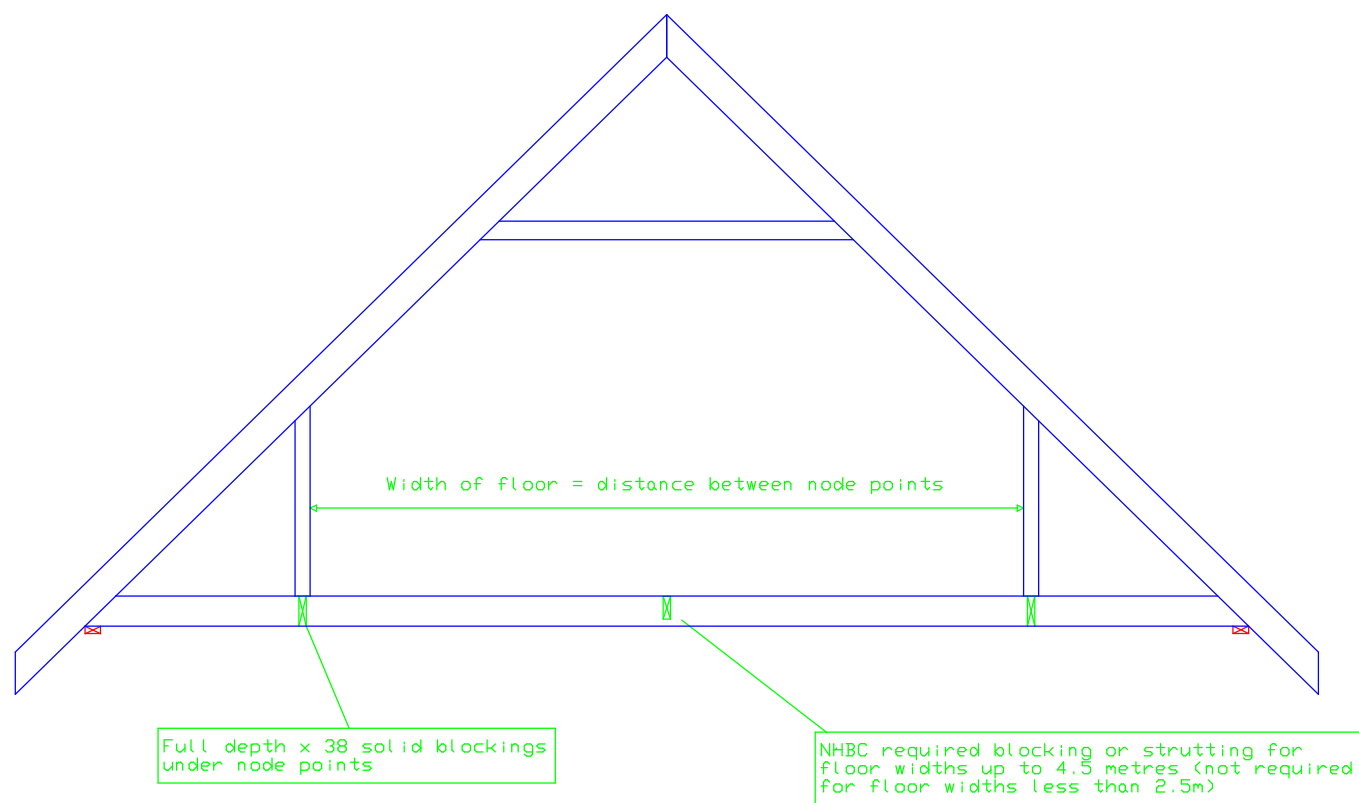 Width of floor = distance between node points
Full depth x 38 solid blockings
under node points
NHBC required blocking or strutting for
floor widths up to 4.5 metres (not required
for floor widths less than 2.5m)